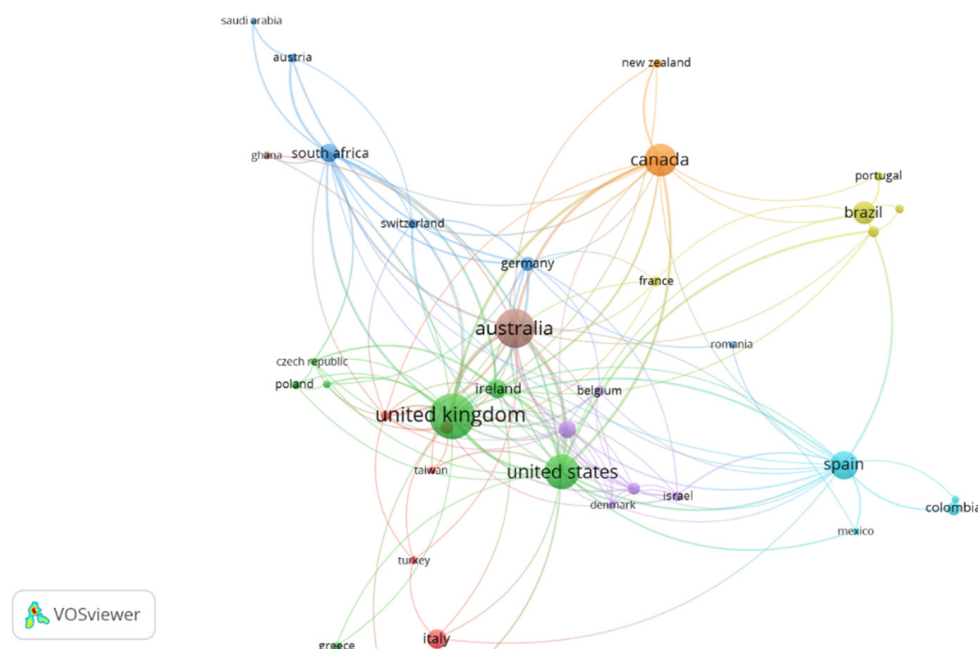 saudi arabia
austria
new zealand
ghana
south africa
canada
portugal
brazil
switzerland
germany
france
australia
romania
czech republic
poland
ireland
belgium
united kingdom
taiwan
united states
spain
israel
denmark
colombia
mexico
turkey
italy
greece
VOSviewer